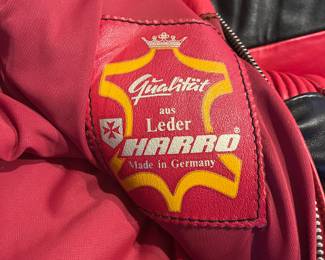 Qualität
aus
Leder
HARRO®
Made in Germany